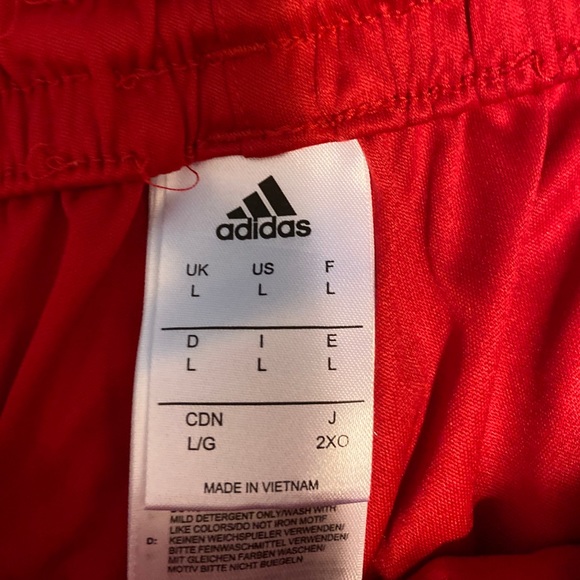 adidas
UK US F
L L L
D I E
L L L
CDN J
L/G 2XO
MADE IN VIETNAM
MILD DETERGENT ONLY/WASH WITH
LIKE COLORS/DO NOT IRON MOTIF
D: KEINEN WEICHSPUELER VERWENDEN/
BITTE FEINWASCHMITTEL VERWENDEN/
MIT GLEICHEN FARBEN WASCHEN/
MOTIV BITTE NICHT BUEGELN